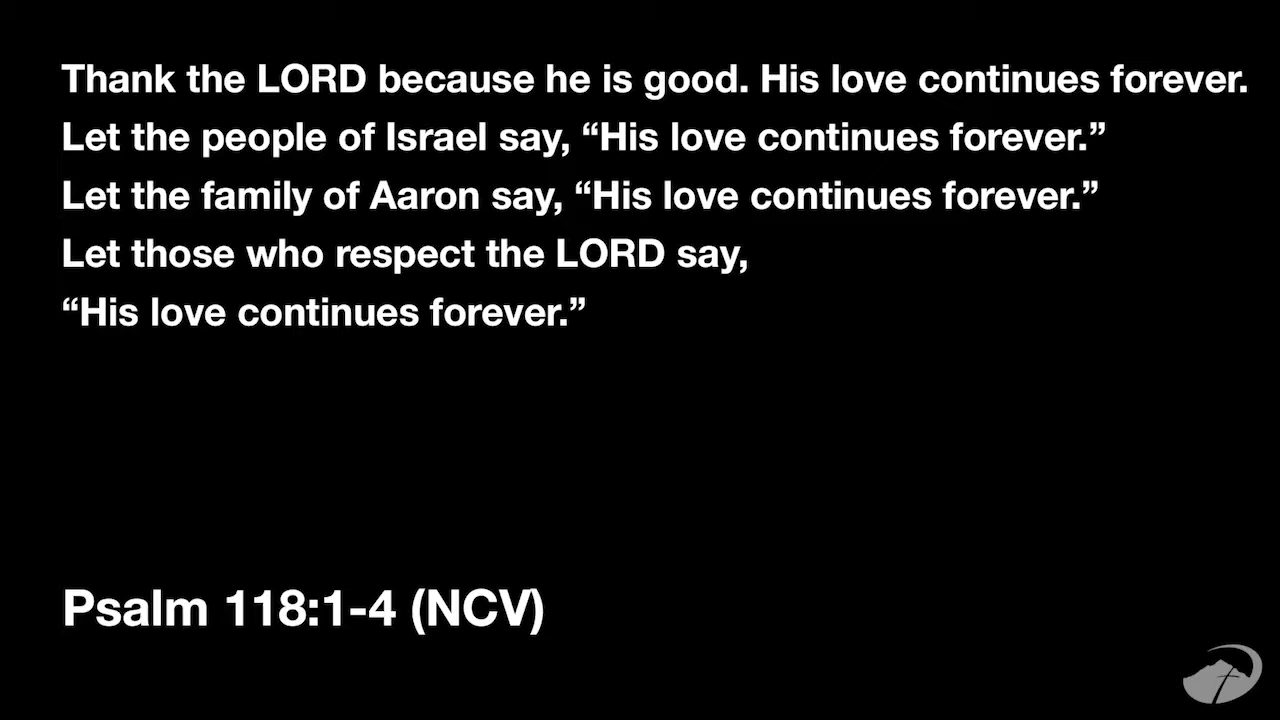 Thank the LORD because he is good. His love continues forever.
Let the people of Israel say, “His love continues forever.”
Let the family of Aaron say, “His love continues forever.”
Let those who respect the LORD say,
“His love continues forever.”
Psalm 118:1-4 (NCV)